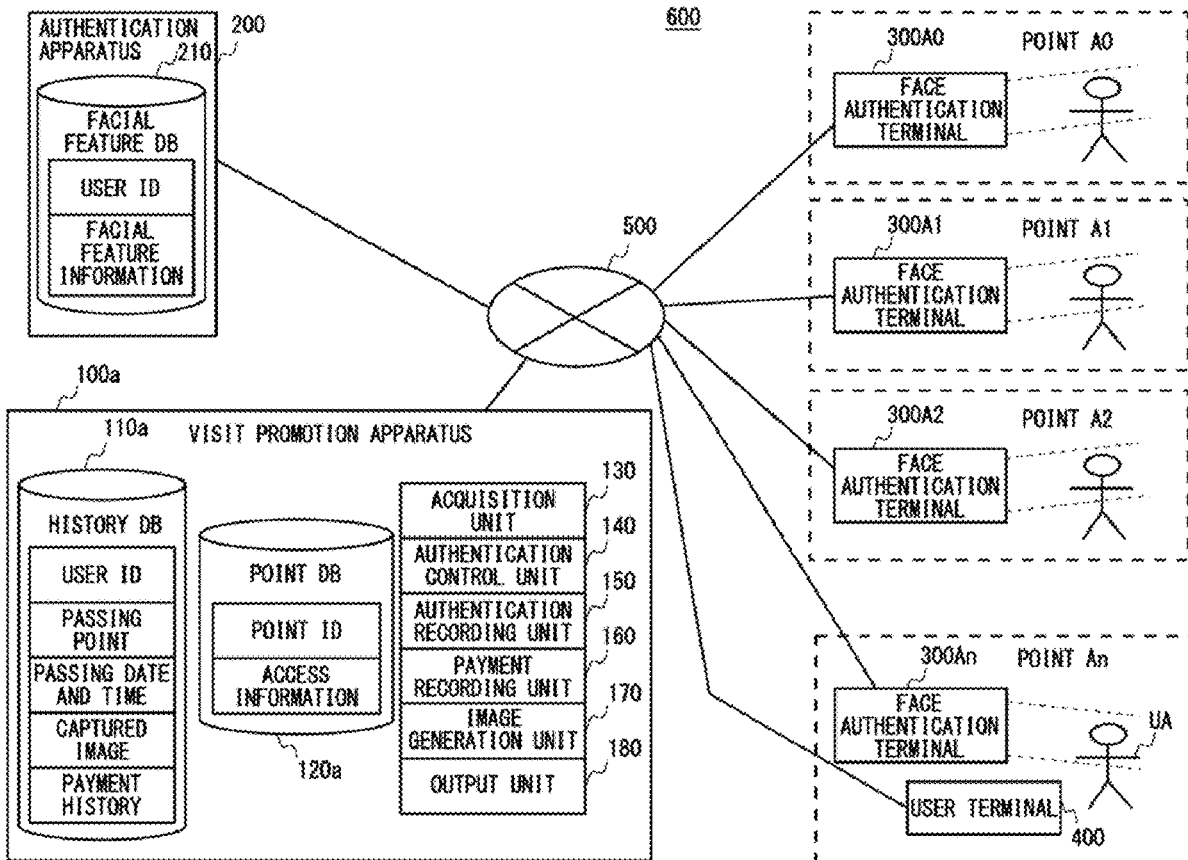 600
AUTHENTICATION
APPARATUS
200
210
FACIAL
FEATURE DB
USER ID
FACIAL
FEATURE
INFORMATION
500
300A0
POINT A0
FACE
AUTHENTICATION
TERMINAL
300A1
POINT A1
FACE
AUTHENTICATION
TERMINAL
300A2
POINT A2
FACE
AUTHENTICATION
TERMINAL
300An
POINT An
FACE
AUTHENTICATION
TERMINAL
UA
USER TERMINAL
400
100a
VISIT PROMOTION APPARATUS
110a
HISTORY DB
USER ID
PASSING
POINT
PASSING DATE
AND TIME
CAPTURED
IMAGE
PAYMENT
HISTORY
POINT DB
POINT ID
ACCESS
INFORMATION
120a
130
ACQUISITION
UNIT
140
AUTHENTICATION
CONTROL UNIT
150
AUTHENTICATION
RECORDING UNIT
160
PAYMENT
RECORDING UNIT
170
IMAGE
GENERATION UNIT
180
OUTPUT UNIT